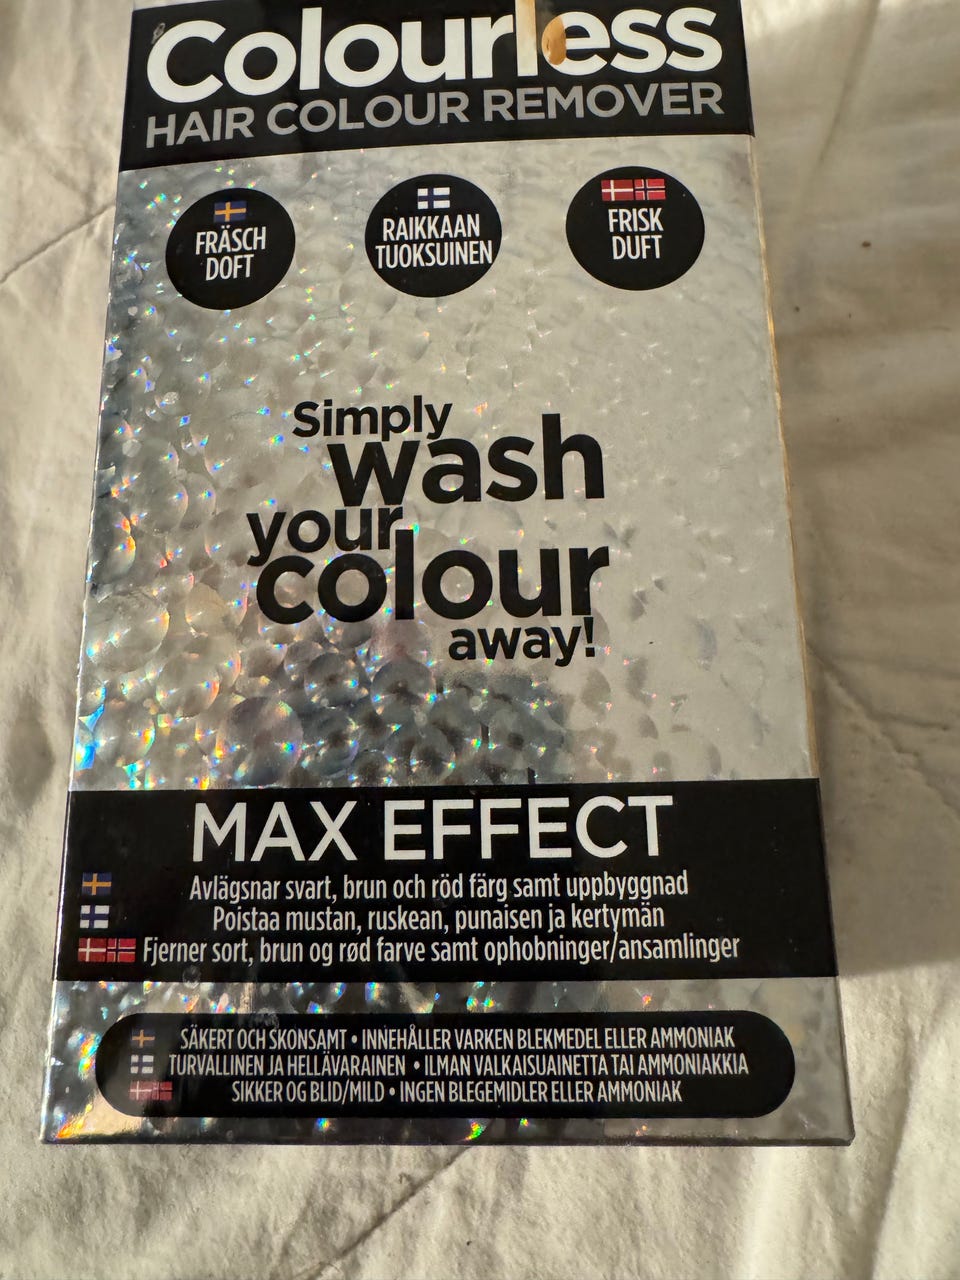 Colourless
HAIR COLOUR REMOVER
FRÄSCH
DOFT
RAIKKAAN
TUOKSUINEN
FRISK
DUFT
Simply
wash
your
colour
away!
MAX EFFECT
Avlägsnar svart, brun och röd färg samt uppbyggnad
Poistaa mustan, ruskean, punaisen ja kertymän
Fjerner sort, brun og rød farve samt ophobninger/ansamlinger
SÄKERT OCH SKONSAMT • INNEHÅLLER VARKEN BLEKMEDEL ELLER AMMONIAK
TURVALLINEN JA HELLÄVARAINEN • ILMAN VALKAISUAINETTA TAI AMMONIAKKIA
SIKKER OG BLID/MILD • INGEN BLEGEMIDLER ELLER AMMONIAK